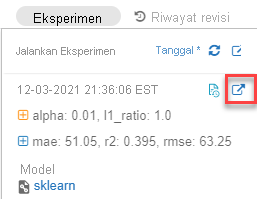 Eksperimen Riwayat revisi
Jalankan Eksperimen Tanggal *
12-03-2021 21:36:06 EST
alpha: 0.01, l1_ratio: 1.0
mae: 51.05, r2: 0.395, rmse: 63.25
Model
sklearn